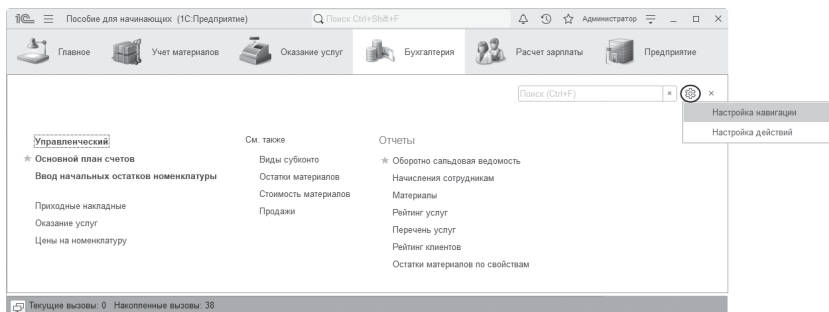 Пособие для начинающих (1С:Предприятие)
Поиск Ctrl+Shift+F
Администратор
Главное
Учет материалов
Оказание услуг
Бухгалтерия
Расчет зарплаты
Предприятие
Поиск (Ctrl+F)
Настройка навигации
Настройка действий
Управленческий
Основной план счетов
Ввод начальных остатков номенклатуры
Приходные накладные
Оказание услуг
Цены на номенклатуру
См. также
Виды субконто
Остатки материалов
Стоимость материалов
Продажи
Отчеты
Оборотно сальдовая ведомость
Начисления сотрудникам
Материалы
Рейтинг услуг
Перечень услуг
Рейтинг клиентов
Остатки материалов по свойствам
Текущие вызовы: 0 Накопленные вызовы: 38